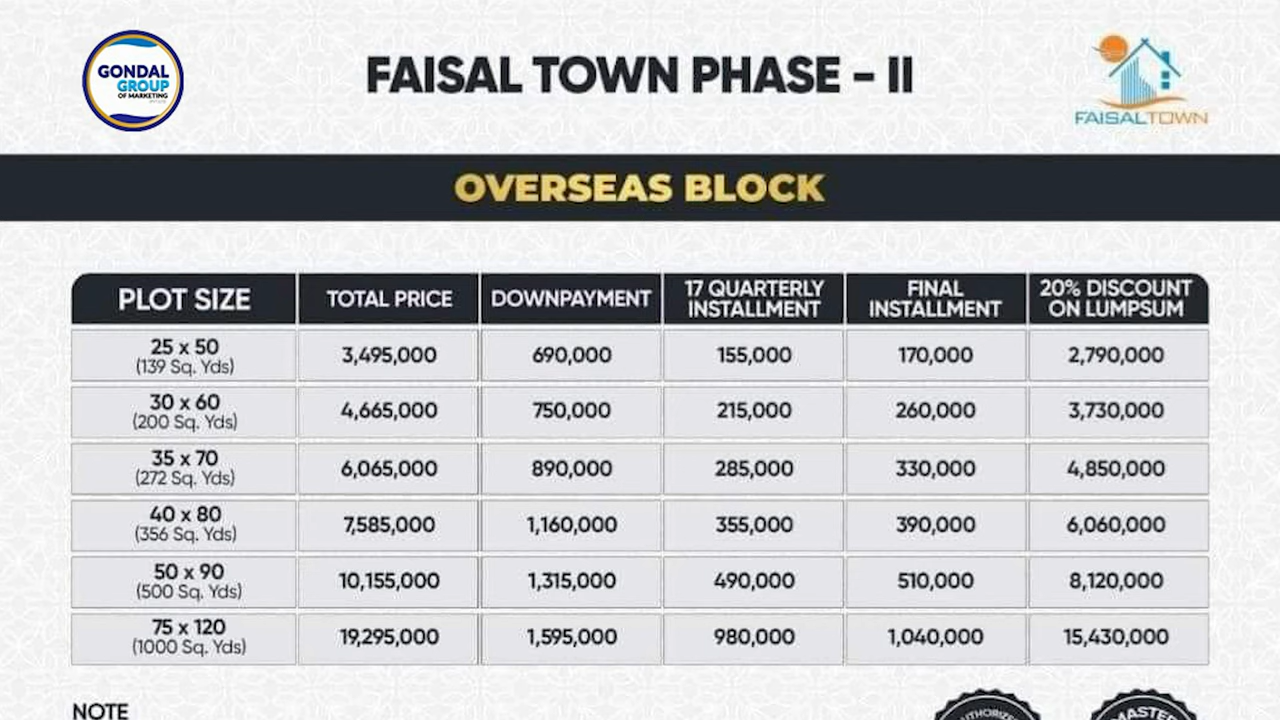 GONDAL
GROUP
OF MARKETING
FAISAL TOWN PHASE - II
FAISALTOWN
OVERSEAS BLOCK
PLOT SIZE TOTAL PRICE DOWNPAYMENT 17 QUARTERLY INSTALLMENT FINAL INSTALLMENT 20% DISCOUNT ON LUMPSUM
25 x 50
(139 Sq. Yds) 3,495,000 690,000 155,000 170,000 2,790,000
30 x 60
(200 Sq. Yds) 4,665,000 750,000 215,000 260,000 3,730,000
35 x 70
(272 Sq. Yds) 6,065,000 890,000 285,000 330,000 4,850,000
40 x 80
(356 Sq. Yds) 7,585,000 1,160,000 355,000 390,000 6,060,000
50 x 90
(500 Sq. Yds) 10,155,000 1,315,000 490,000 510,000 8,120,000
75 x 120
(1000 Sq. Yds) 19,295,000 1,595,000 980,000 1,040,000 15,430,000
NOTE
MASTER